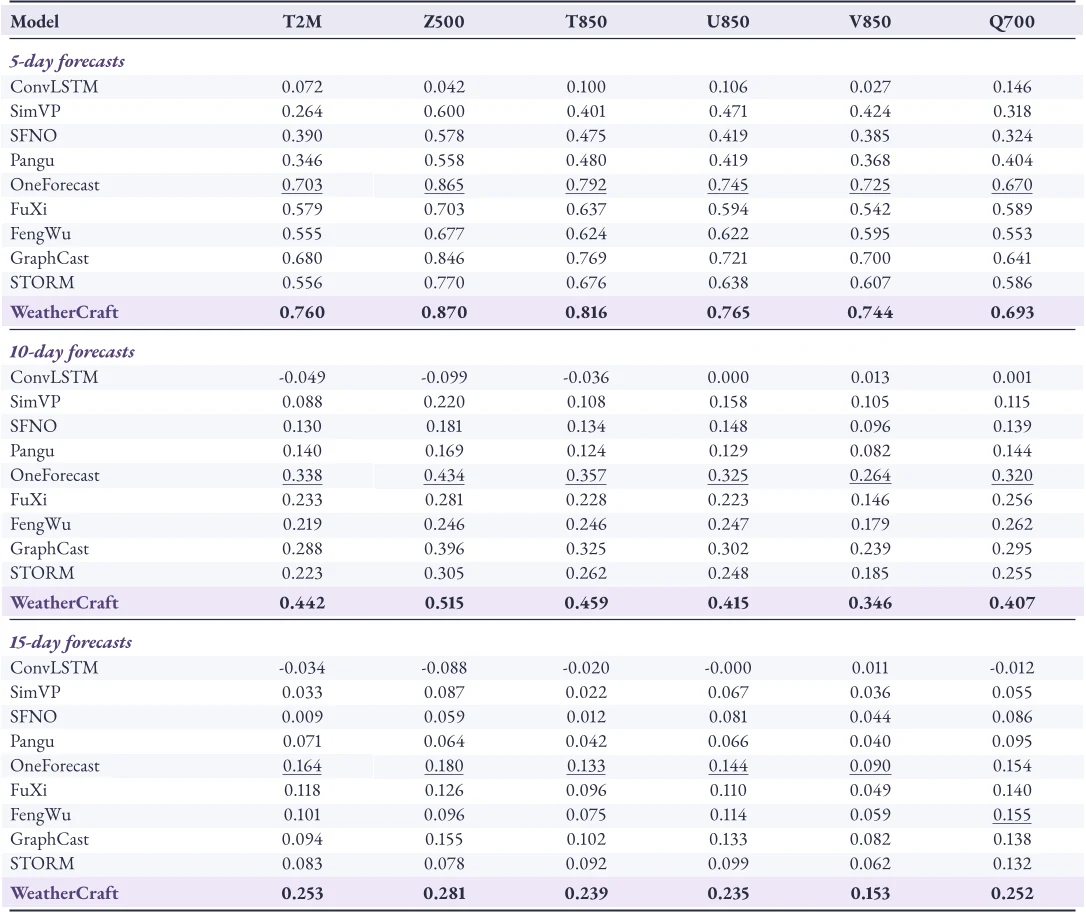 Model T2M Z500 T850 U850 V850 Q700
5-day forecasts
ConvLSTM 0.072 0.042 0.100 0.106 0.027 0.146
SimVP 0.264 0.600 0.401 0.471 0.424 0.318
SFNO 0.390 0.578 0.475 0.419 0.385 0.324
Pangu 0.346 0.558 0.480 0.419 0.368 0.404
OneForecast 0.703 0.865 0.792 0.745 0.725 0.670
FuXi 0.579 0.703 0.637 0.594 0.542 0.589
FengWu 0.555 0.677 0.624 0.622 0.595 0.553
GraphCast 0.680 0.846 0.769 0.721 0.700 0.641
STORM 0.556 0.770 0.676 0.638 0.607 0.586
WeatherCraft 0.760 0.870 0.816 0.765 0.744 0.693
10-day forecasts
ConvLSTM -0.049 -0.099 -0.036 0.000 0.013 0.001
SimVP 0.088 0.220 0.108 0.158 0.105 0.115
SFNO 0.130 0.181 0.134 0.148 0.096 0.139
Pangu 0.140 0.169 0.124 0.129 0.082 0.144
OneForecast 0.338 0.434 0.357 0.325 0.264 0.320
FuXi 0.233 0.281 0.228 0.223 0.146 0.256
FengWu 0.219 0.246 0.246 0.247 0.179 0.262
GraphCast 0.288 0.396 0.325 0.302 0.239 0.295
STORM 0.223 0.305 0.262 0.248 0.185 0.255
WeatherCraft 0.442 0.515 0.459 0.415 0.346 0.407
15-day forecasts
ConvLSTM -0.034 -0.088 -0.020 -0.000 0.011 -0.012
SimVP 0.033 0.087 0.022 0.067 0.036 0.055
SFNO 0.009 0.059 0.012 0.081 0.044 0.086
Pangu 0.071 0.064 0.042 0.066 0.040 0.095
OneForecast 0.164 0.180 0.133 0.144 0.090 0.154
FuXi 0.118 0.126 0.096 0.110 0.049 0.140
FengWu 0.101 0.096 0.075 0.114 0.059 0.155
GraphCast 0.094 0.155 0.102 0.133 0.082 0.138
STORM 0.083 0.078 0.092 0.099 0.062 0.132
WeatherCraft 0.253 0.281 0.239 0.235 0.153 0.252